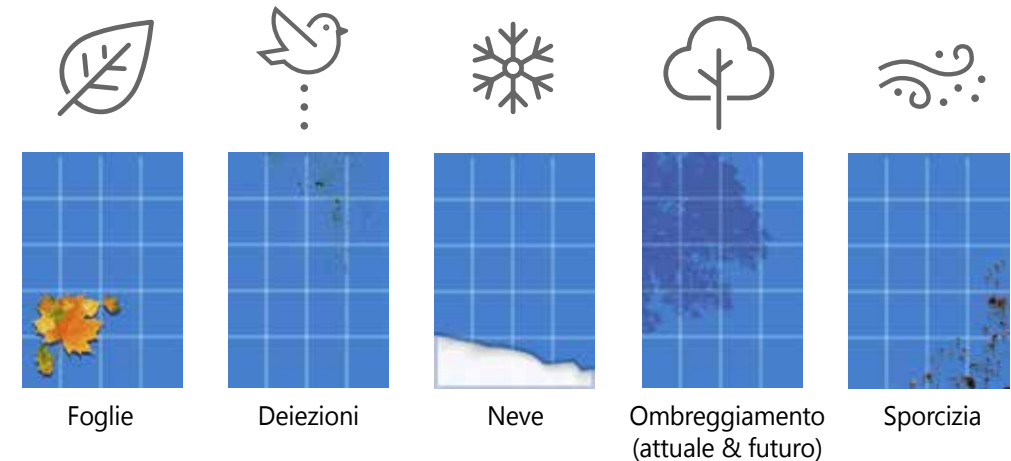 Foglie
Deiezioni
Neve
Ombreggiamento
(attuale & futuro)
Sporcizia